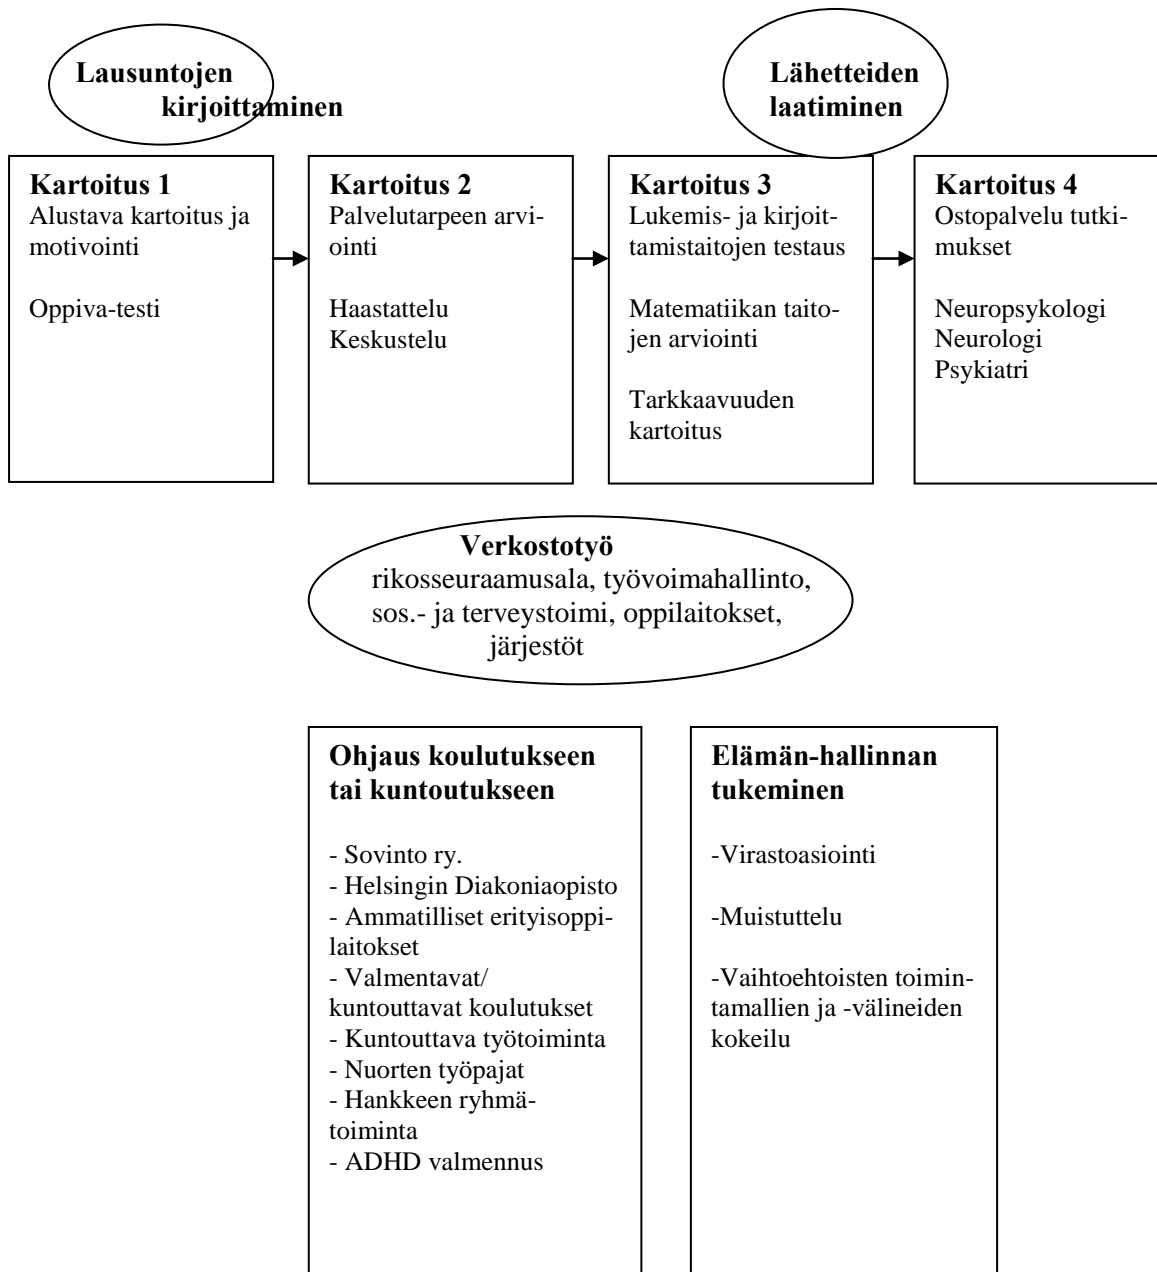 Lausuntojen
kirjoittaminen
Lähetteiden
laatiminen
Kartoitus 1
Alustava kartoitus ja
motivointi
Oppiva-testi
Kartoitus 2
Palvelutarpeen arvi-
ointi
Haastattelu
Keskustelu
Kartoitus 3
Lukemis- ja kirjoit-
tamistaitojen testaus
Matematiikan taito-
jen arviointi
Tarkkaavuuden
kartoitus
Kartoitus 4
Ostopalvelu tutki-
mukset
Neuropsykologi
Neurologi
Psykiatri
Verkostotyö
rikosseuraamusala, työvoimahallinto,
sos.- ja terveystoimi, oppilaitokset,
järjestöt
Ohjaus koulutukseen
tai kuntoutukseen
- Sovinto ry.
- Helsingin Diakoniaopisto
- Ammatilliset erityisoppi-
laitokset
- Valmentavat/
kuntouttavat koulutukset
- Kuntouttava työtoiminta
- Nuorten työpajat
- Hankkeen ryhmä-
toiminta
- ADHD valmennus
Elämän-hallinnan
tukeminen
-Virastoasiointi
-Muistuttelu
-Vaihtoehtoisten toimin-
tamallien ja -välineiden
kokeilu